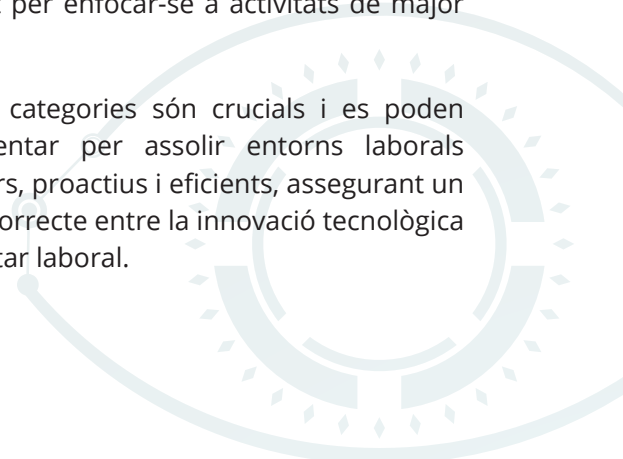 per enfocar-se a activitats de major
categories són crucials i es poden
entar per assolir entorns laborals
rs, proactius i eficients, assegurant un
orrecte entre la innovació tecnològica
tar laboral.